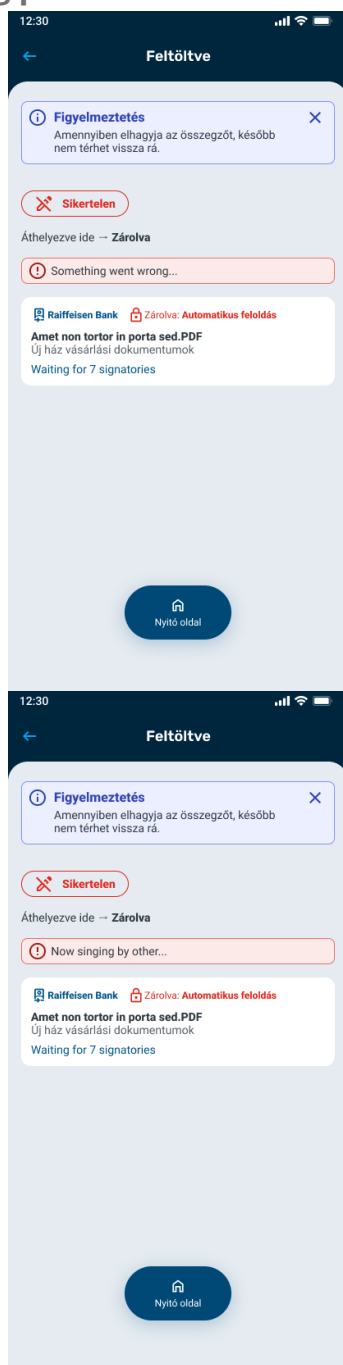 12:30
Feltöltve
Figyelmeztetés
Amennyiben elhagyja az összegzőt, később
nem térhet vissza rá.
Sikertelen
Áthelyezve ide → Zárolva
Something went wrong...
Raiffeisen Bank Zárolva: Automatikus feloldás
Amet non tortor in porta sed.PDF
Új ház vásárlási dokumentumok
Waiting for 7 signatories
Nyitó oldal
12:30
Feltöltve
Figyelmeztetés
Amennyiben elhagyja az összegzőt, később
nem térhet vissza rá.
Sikertelen
Áthelyezve ide → Zárolva
Now singing by other...
Raiffeisen Bank Zárolva: Automatikus feloldás
Amet non tortor in porta sed.PDF
Új ház vásárlási dokumentumok
Waiting for 7 signatories
Nyitó oldal